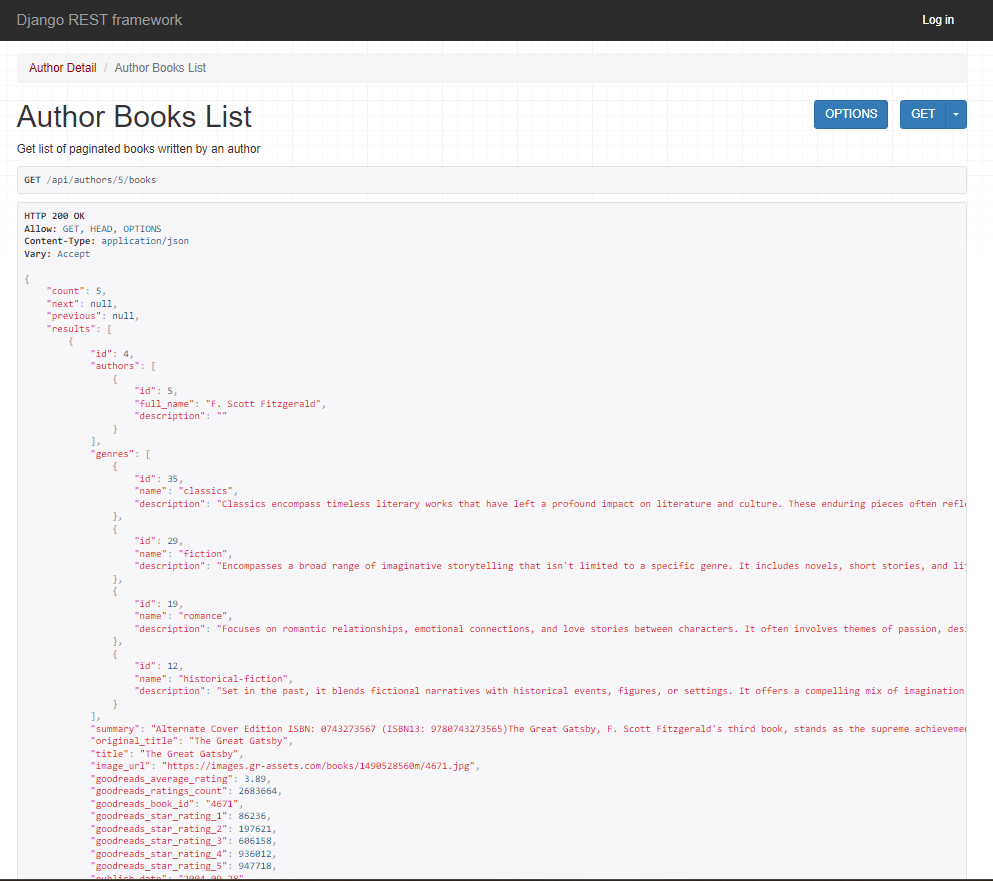 Django REST framework
Log in
Author Detail / Author Books List
Author Books List
OPTIONS
GET
Get list of paginated books written by an author
GET /api/authors/5/books
HTTP 200 OK
Allow: GET, HEAD, OPTIONS
Content-Type: application/json
Vary: Accept
{
"count": 5,
"next": null,
"previous": null,
"results": [
{
"id": 4,
"authors": [
{
"id": 5,
"full_name": "F. Scott Fitzgerald",
"description": ""
}
],
"genres": [
{
"id": 35,
"name": "classics",
"description": "Classics encompass timeless literary works that have left a profound impact on literature and culture. These enduring pieces often refl
},
{
"id": 29,
"name": "fiction",
"description": "Encompasses a broad range of imaginative storytelling that isn't limited to a specific genre. It includes novels, short stories, and li
},
{
"id": 19,
"name": "romance",
"description": "Focuses on romantic relationships, emotional connections, and love stories between characters. It often involves themes of passion, des
},
{
"id": 12,
"name": "historical-fiction",
"description": "Set in the past, it blends fictional narratives with historical events, figures, or settings. It offers a compelling mix of imagination
}
],
"summary": "Alternate Cover Edition ISBN: 0743273567 (ISBN13: 9780743273565)The Great Gatsby, F. Scott Fitzgerald's third book, stands as the supreme achieveme
"original_title": "The Great Gatsby",
"title": "The Great Gatsby",
"image_url": "https://images.gr-assets.com/books/1490528560m/4671.jpg",
"goodreads_average_rating": 3.89,
"goodreads_ratings_count": 2683664,
"goodreads_book_id": "4671",
"goodreads_star_rating_1": 86236,
"goodreads_star_rating_2": 197621,
"goodreads_star_rating_3": 606158,
"goodreads_star_rating_4": 936012,
"goodreads_star_rating_5": 947718,
"publish_date": "2004-09-28"